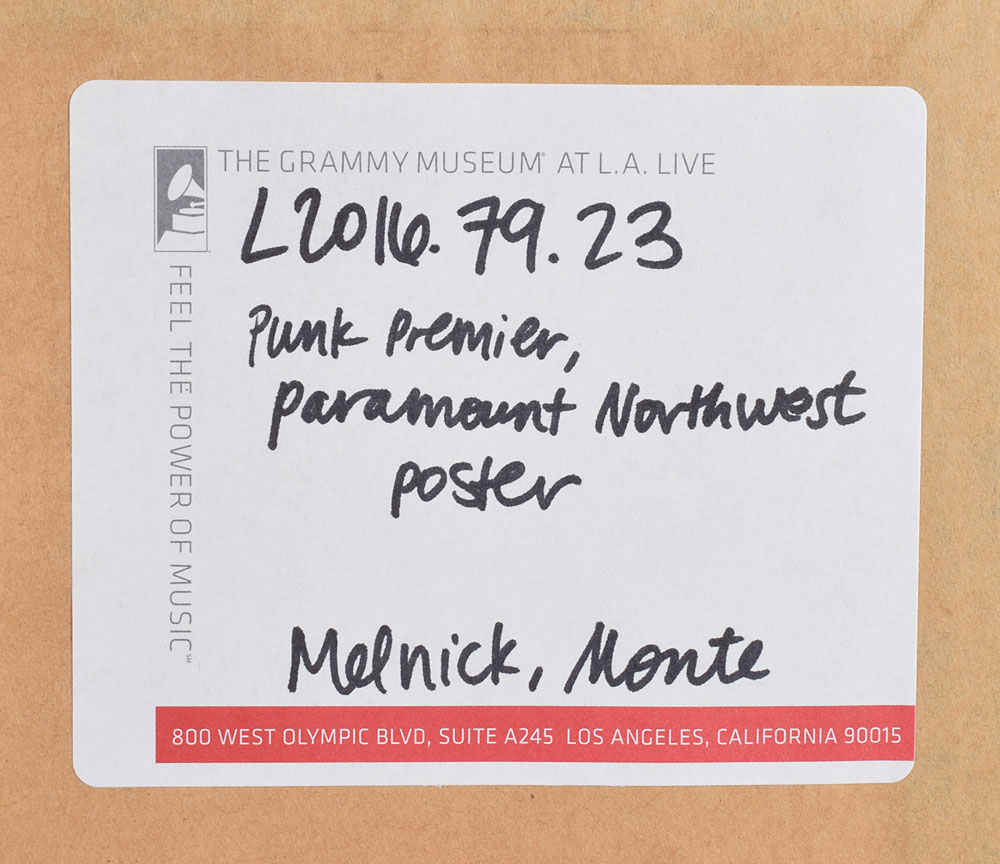 THE GRAMMY MUSEUM® AT L.A. LIVE
L2016.79.23
Punk Premier,
Paramount Northwest
poster
Melnick, Monte
FEEL THE POWER OF MUSIC℠
800 WEST OLYMPIC BLVD, SUITE A245 LOS ANGELES, CALIFORNIA 90015